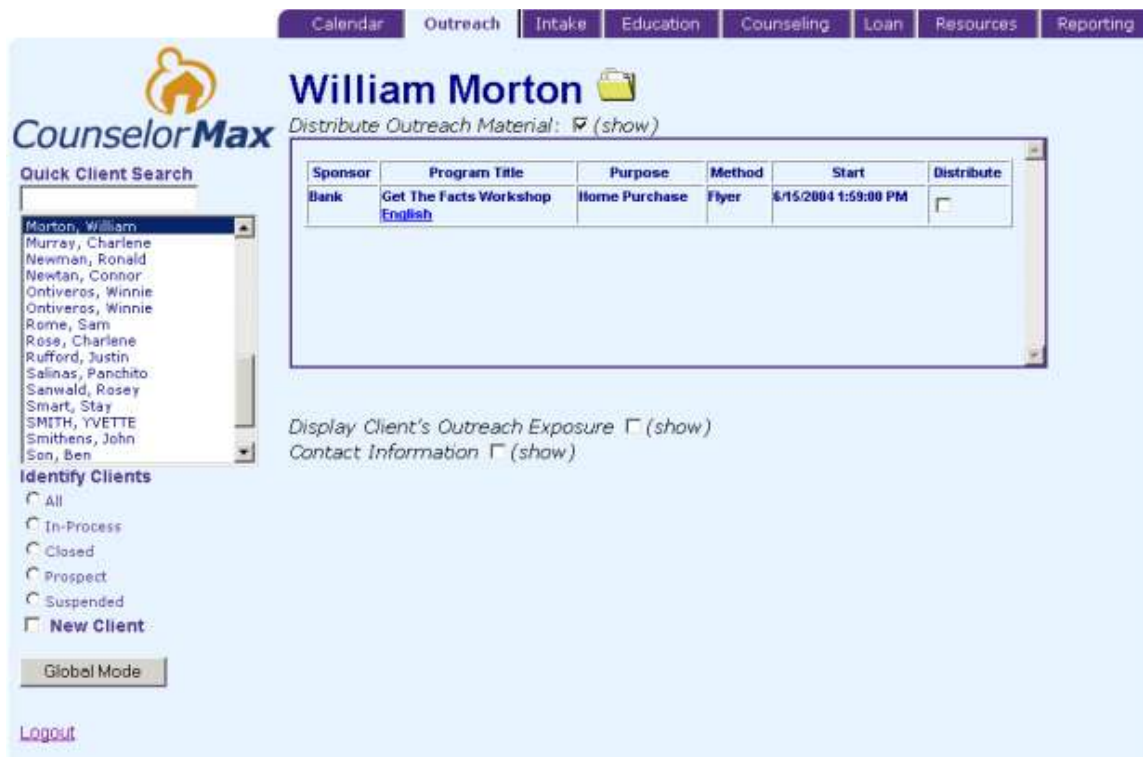 Calendar Outreach Intake Education Counseling Loan Resources Reporting
CounselorMax
William Morton
Distribute Outreach Material: (show)
Sponsor Program Title Purpose Method Start Distribute
Bank Get The Facts Workshop Home Purchase Flyer 6/15/2004 1:59:00 PM
English
Display Client's Outreach Exposure (show)
Contact Information (show)
Quick Client Search
Morton, William
Murray, Charlene
Newman, Ronald
Newtan, Connor
Ontiveros, Winnie
Ontiveros, Winnie
Rome, Sam
Rose, Charlene
Rufford, Justin
Salinas, Panchito
Sanwald, Rosey
Smart, Stay
SMITH, YVETTE
Smithens, John
Son, Ben
Identify Clients
All
In-Process
Closed
Prospect
Suspended
New Client
Global Mode
Logout